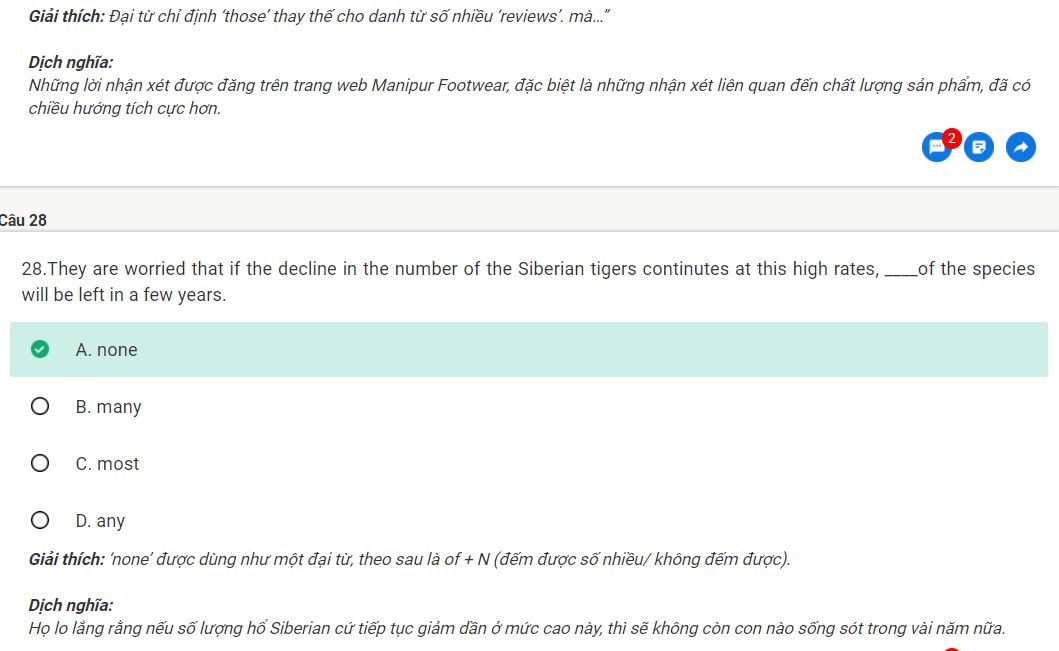 Giải thích: Đại từ chỉ định ‘those’ thay thế cho danh từ số nhiều ‘reviews’. mà...”
Dịch nghĩa:
Những lời nhận xét được đăng trên trang web Manipur Footwear, đặc biệt là những nhận xét liên quan đến chất lượng sản phẩm, đã có
chiều hướng tích cực hơn.
2
Câu 28
28.They are worried that if the decline in the number of the Siberian tigers continutes at this high rates, ____of the species
will be left in a few years.
A. none
B. many
C. most
D. any
Giải thích: ‘none’ được dùng như một đại từ, theo sau là of + N (đếm được số nhiều/ không đếm được).
Dịch nghĩa:
Họ lo lắng rằng nếu số lượng hổ Siberian cứ tiếp tục giảm dần ở mức cao này, thì sẽ không còn con nào sống sót trong vài năm nữa.